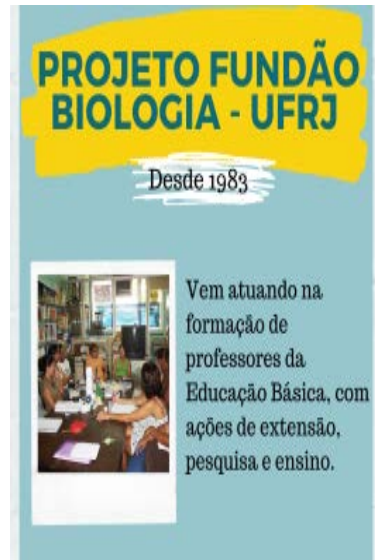 PROJETO FUNDÃO
BIOLOGIA - UFRJ
Desde 1983
Vem atuando na
formação de
professores da
Educação Básica, com
ações de extensão,
pesquisa e ensino.